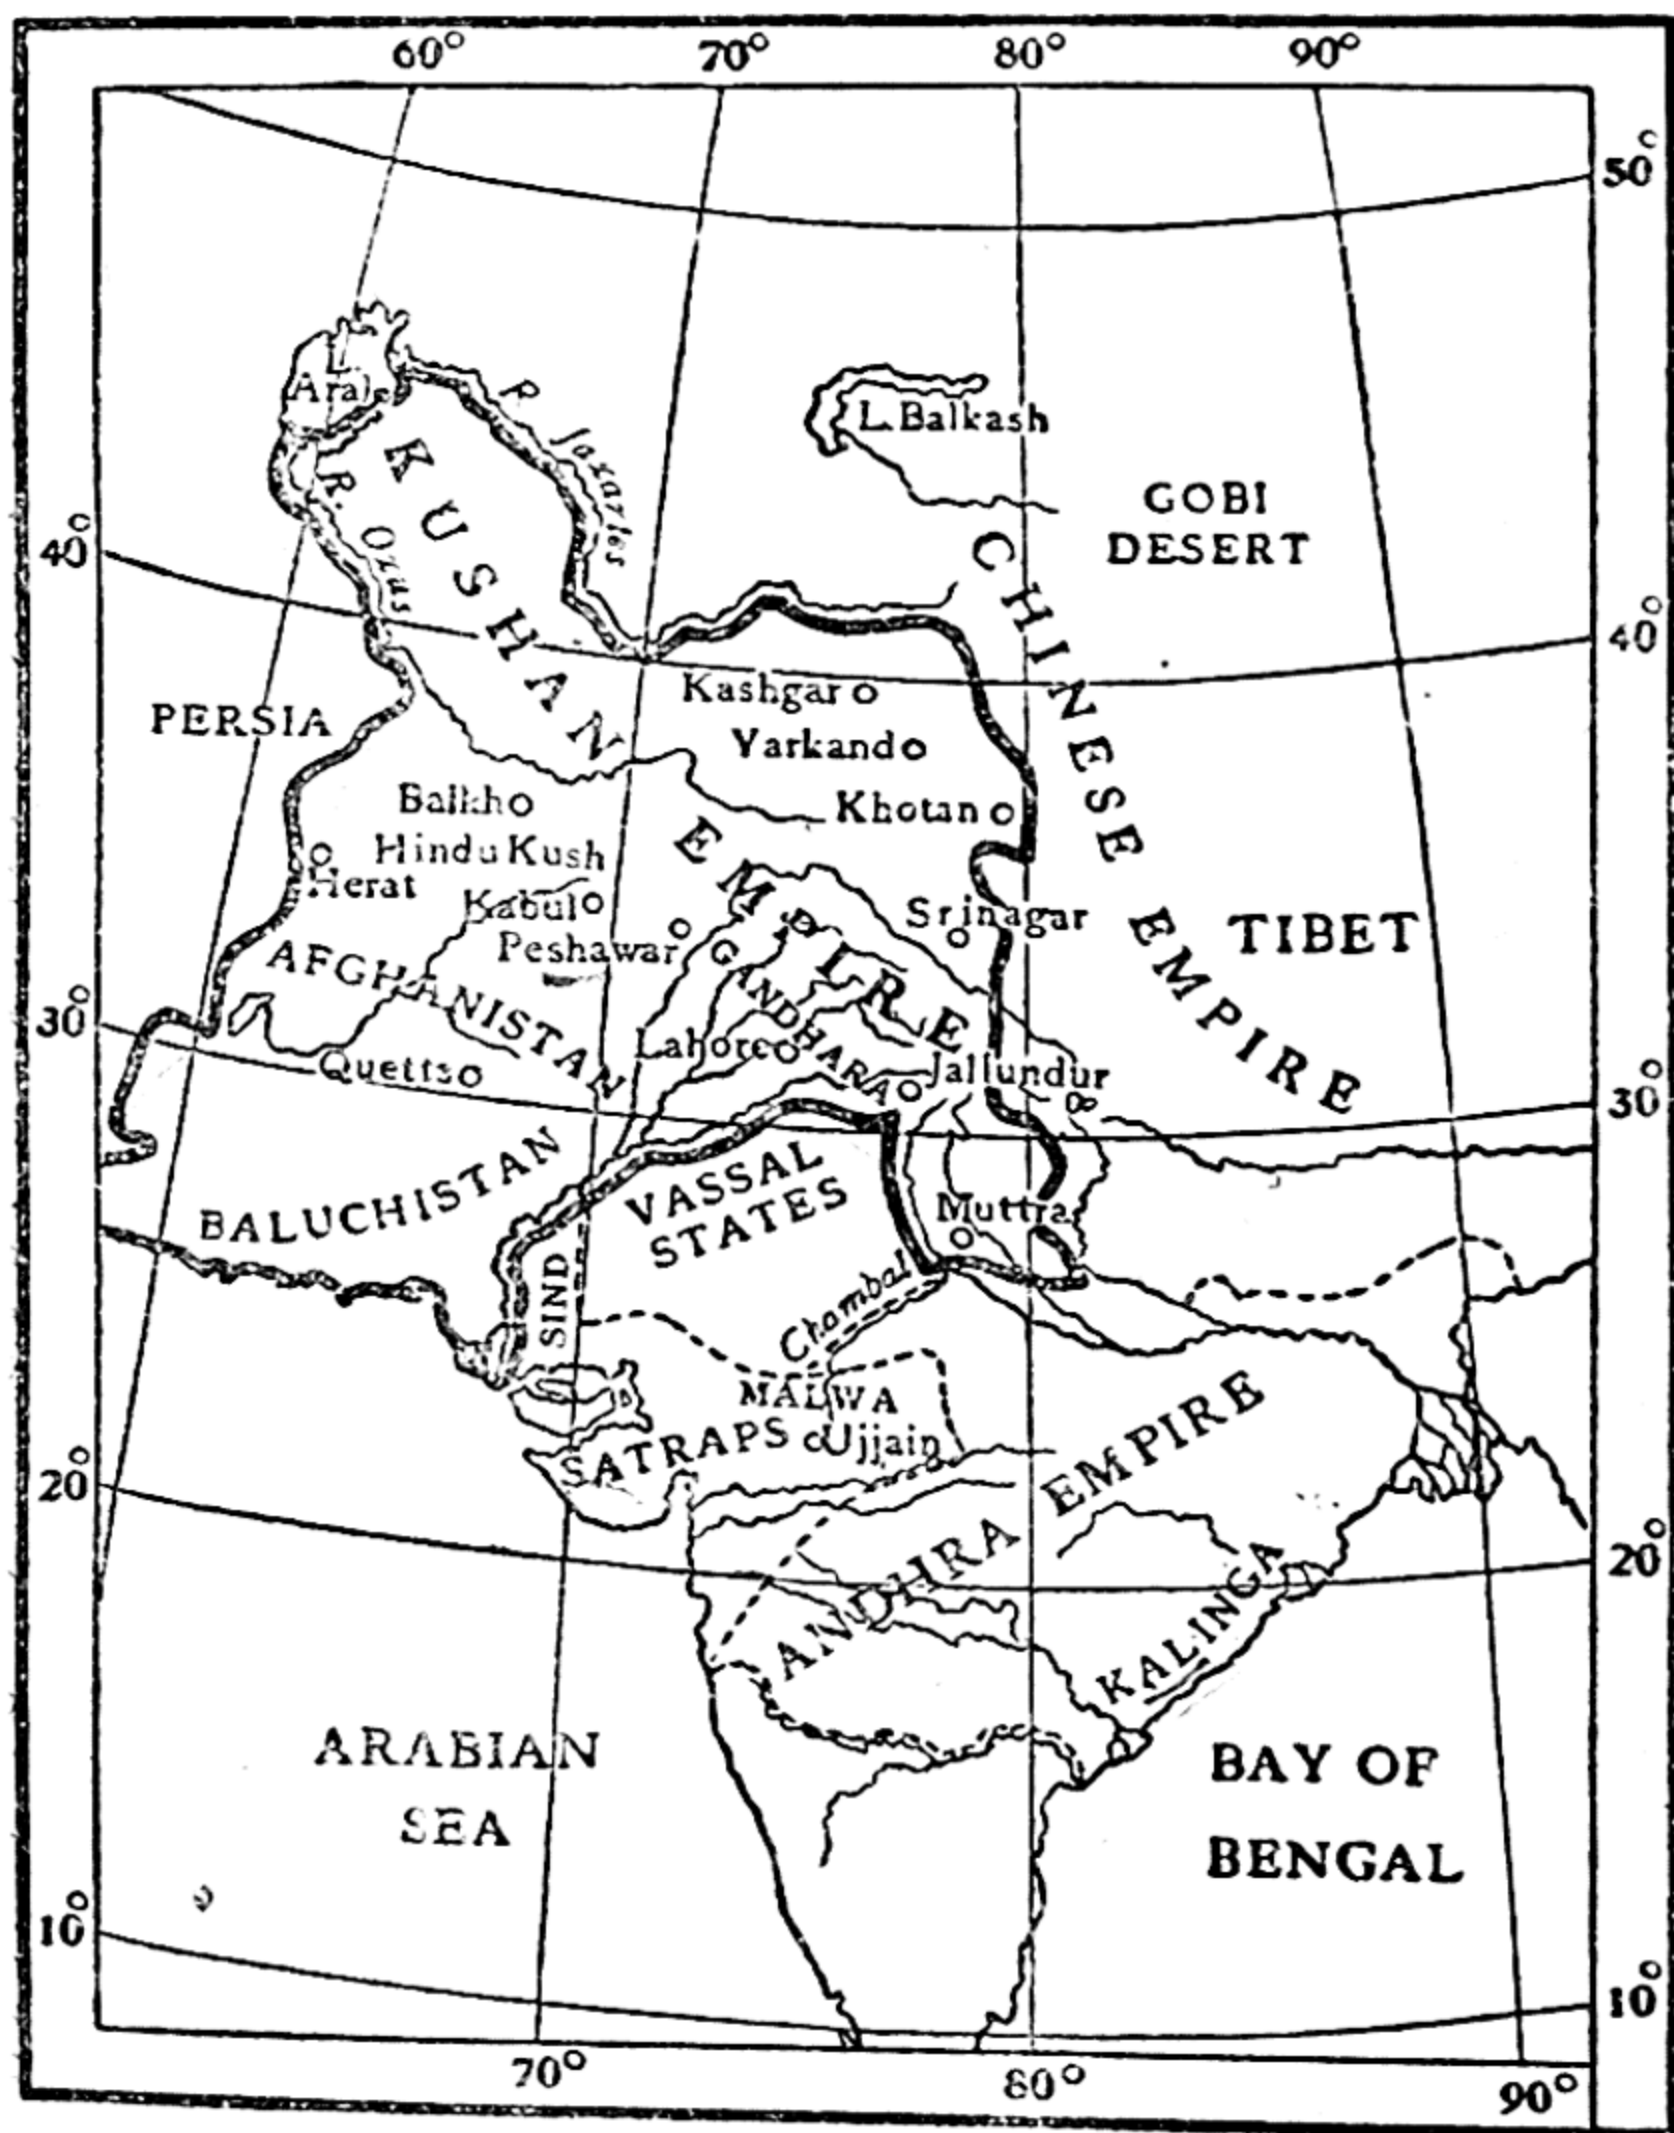 60° 70° 80° 90°
50°
Aral
R. Jaxartes
L. Balkash
R. Oxus
GOBI
DESERT
40°
40°
KUSHAN
CHINESE EMPIRE
Kashgar
PERSIA
Yarkand
Balkh
Khotan
Hindu Kush
EMPIRE
Herat
Kabul
Srinagar
TIBET
Peshawar
AFGHANISTAN
GANDHARA
30°
Lahore
Quetta
Jallundur
30°
VASSAL
STATES
BALUCHISTAN
Muttra
SIND
Chambal
MALWA
Ujjain
SATRAPS
20°
ANDHRA EMPIRE
20°
KALINGA
ARABIAN
SEA
BAY OF
BENGAL
10°
10°
70° 80° 90°